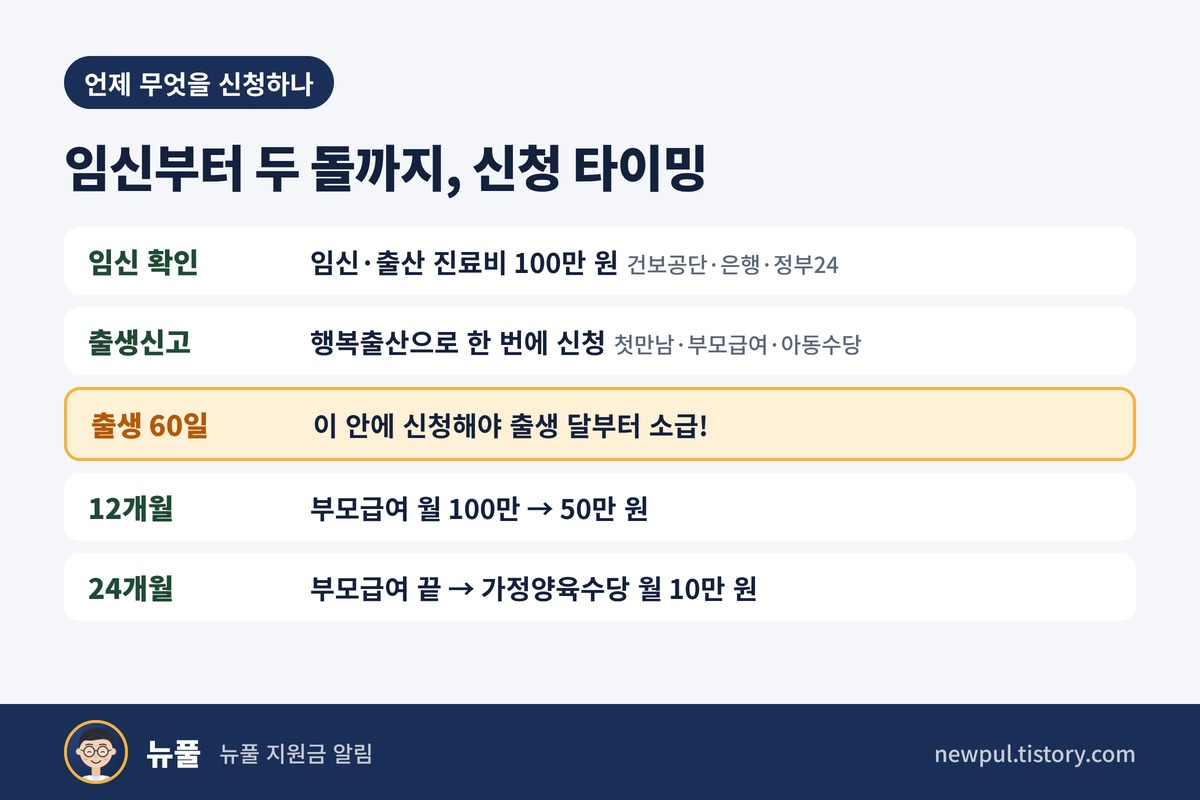 언제 무엇을 신청하나
임신부터 두 돌까지, 신청 타이밍
임신 확인 임신·출산 진료비 100만 원 건보공단·은행·정부24
출생신고 행복출산으로 한 번에 신청 첫만남·부모급여·아동수당
출생 60일 이 안에 신청해야 출생 달부터 소급!
12개월 부모급여 월 100만 → 50만 원
24개월 부모급여 끝 → 가정양육수당 월 10만 원
뉴풀 뉴풀 지원금 알림 newpul.tistory.com